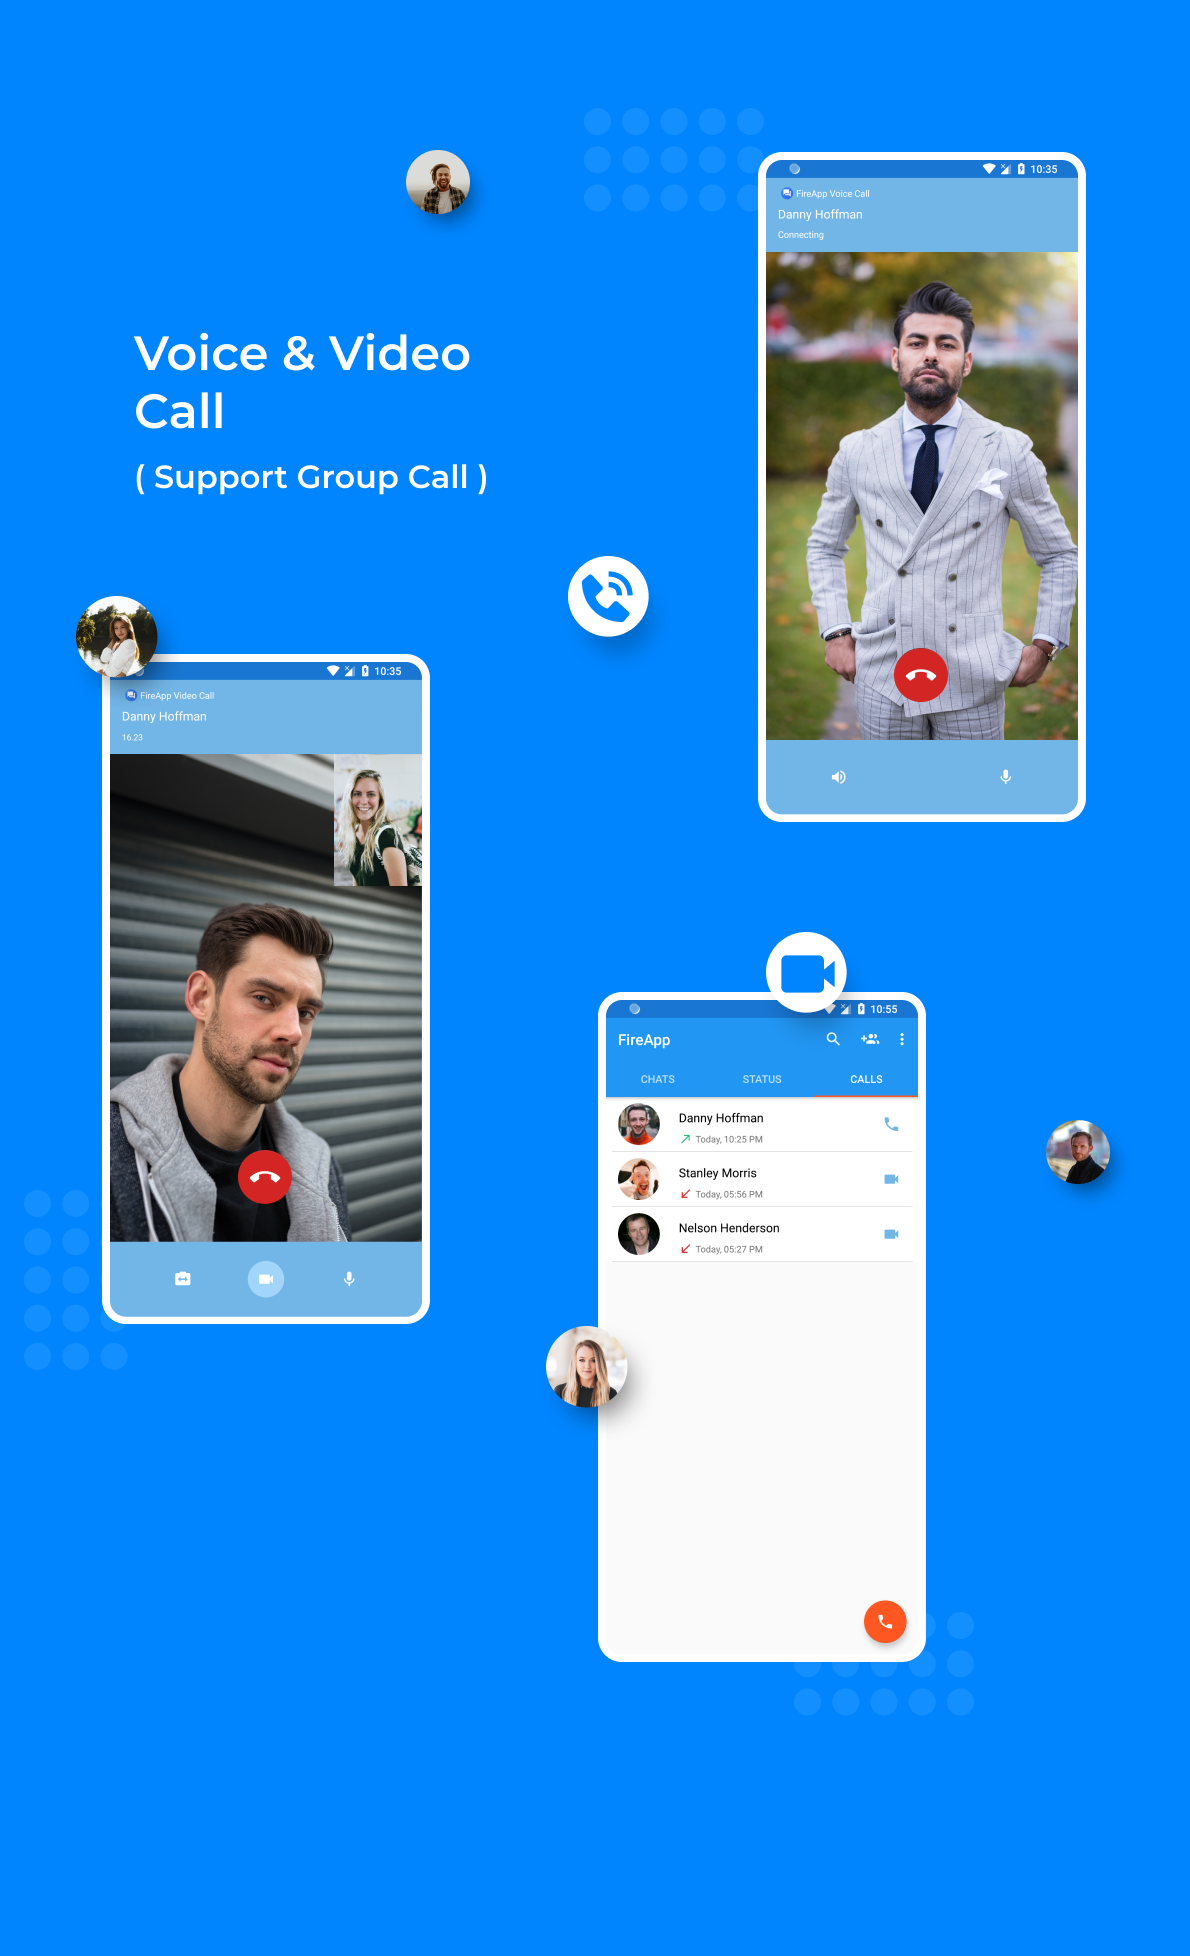 Voice & Video
Call
( Support Group Call )
10:35
FireApp Voice Call
Danny Hoffman
Connecting
10:35
FireApp Video Call
Danny Hoffman
16.23
10:55
FireApp
CHATS
STATUS
CALLS
Danny Hoffman
Today, 10:25 PM
Stanley Morris
Today, 05:56 PM
Nelson Henderson
Today, 05:27 PM